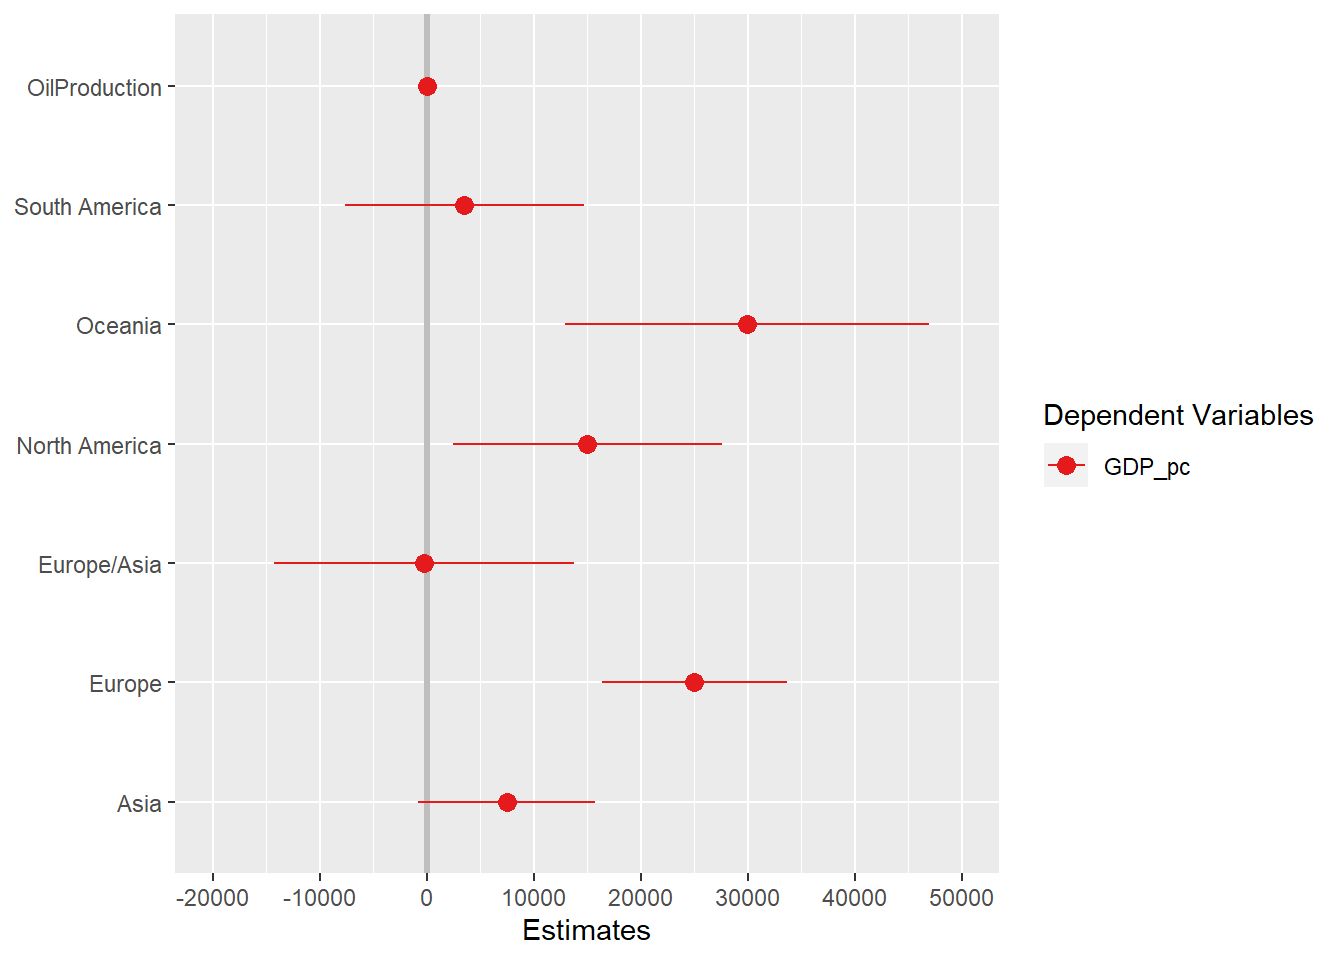 OilProduction
South America
Oceania
North America
Europe/Asia
Europe
Asia
-20000 -10000 0 10000 20000 30000 40000 50000
Estimates
Dependent Variables
GDP_pc